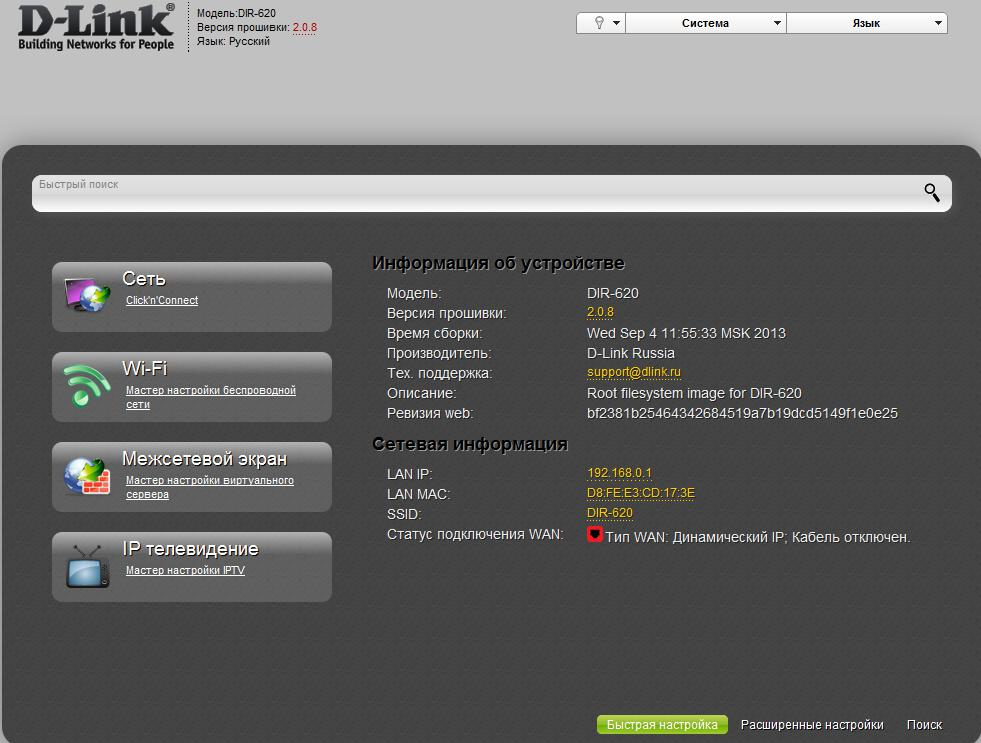 D-Link®
Building Networks for People
Модель:DIR-620
Версия прошивки: 2.0.8
Язык: Русский
Система
Язык
Быстрый поиск
Сеть
Click'n'Connect
Wi-Fi
Мастер настройки беспроводной
сети
Межсетевой экран
Мастер настройки виртуального
сервера
IP телевидение
Мастер настройки IPTV
Информация об устройстве
Модель: DIR-620
Версия прошивки: 2.0.8
Время сборки: Wed Sep 4 11:55:33 MSK 2013
Производитель: D-Link Russia
Тех. поддержка: support@dlink.ru
Описание: Root filesystem image for DIR-620
Ревизия web: bf2381b25464342684519a7b19dcd5149f1e0e25
Сетевая информация
LAN IP: 192.168.0.1
LAN MAC: D8:FE:E3:CD:17:3E
SSID: DIR-620
Статус подключения WAN: Тип WAN: Динамический IP; Кабель отключен.
Быстрая настройка
Расширенные настройки
Поиск